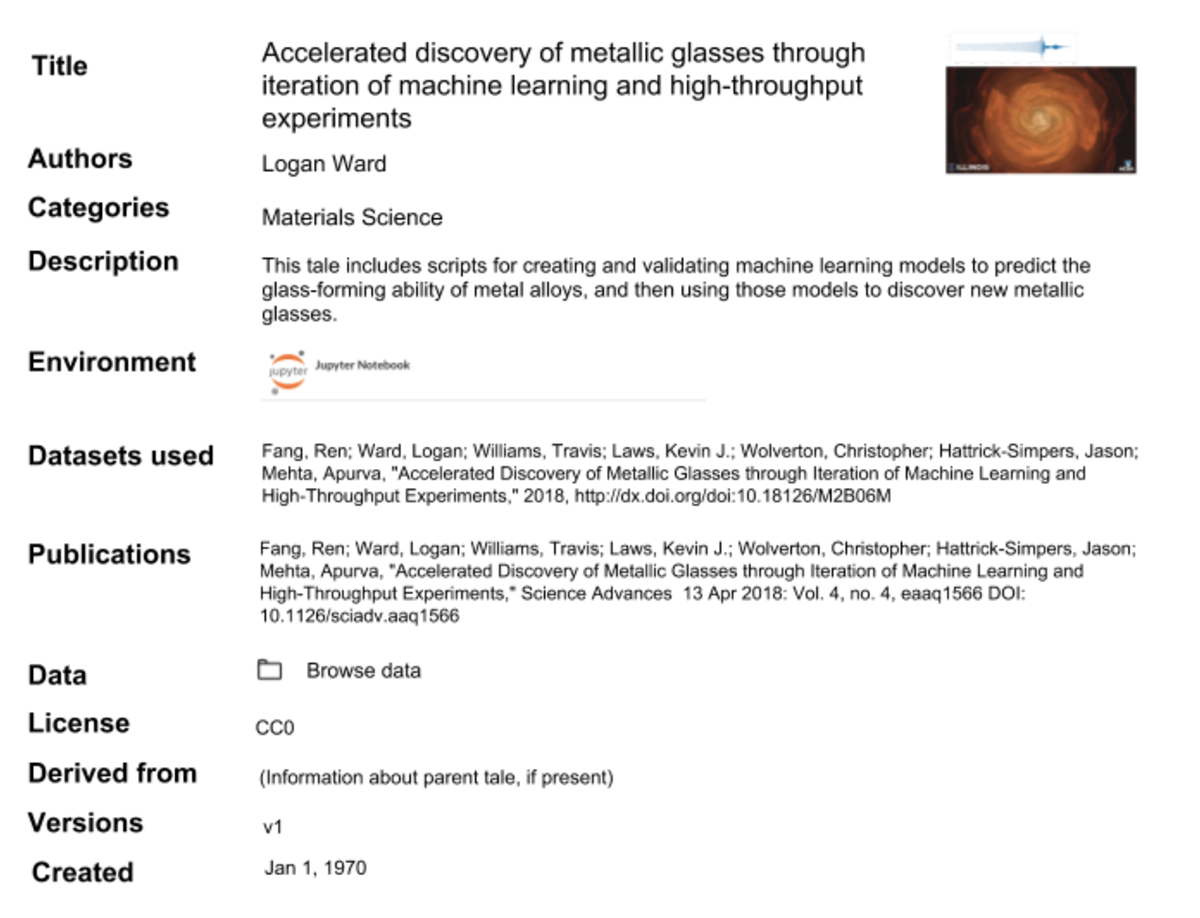 Title
Accelerated discovery of metallic glasses through
iteration of machine learning and high-throughput
experiments
ILLINOIS
Authors
Logan Ward
Categories
Materials Science
Description
This tale includes scripts for creating and validating machine learning models to predict the
glass-forming ability of metal alloys, and then using those models to discover new metallic
glasses.
Environment
jupyter
Jupyter Notebook
Datasets used
Fang, Ren; Ward, Logan; Williams, Travis; Laws, Kevin J.; Wolverton, Christopher; Hattrick-Simpers, Jason;
Mehta, Apurva, "Accelerated Discovery of Metallic Glasses through Iteration of Machine Learning and
High-Throughput Experiments," 2018, http://dx.doi.org/doi:10.18126/M2B06M
Publications
Fang, Ren; Ward, Logan; Williams, Travis; Laws, Kevin J.; Wolverton, Christopher; Hattrick-Simpers, Jason;
Mehta, Apurva, "Accelerated Discovery of Metallic Glasses through Iteration of Machine Learning and
High-Throughput Experiments," Science Advances 13 Apr 2018: Vol. 4, no. 4, eaaq1566 DOI:
10.1126/sciadv.aaq1566
Data
Browse data
License
CC0
Derived from
(Information about parent tale, if present)
Versions
v1
Created
Jan 1, 1970